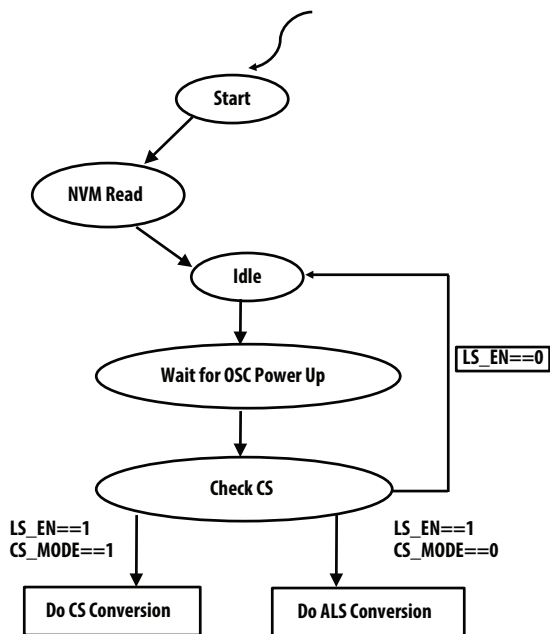 Start
NVM Read
Idle
Wait for OSC Power Up
LS_EN==0
Check CS
LS_EN==1
CS_MODE==1
LS_EN==1
CS_MODE==0
Do CS Conversion
Do ALS Conversion